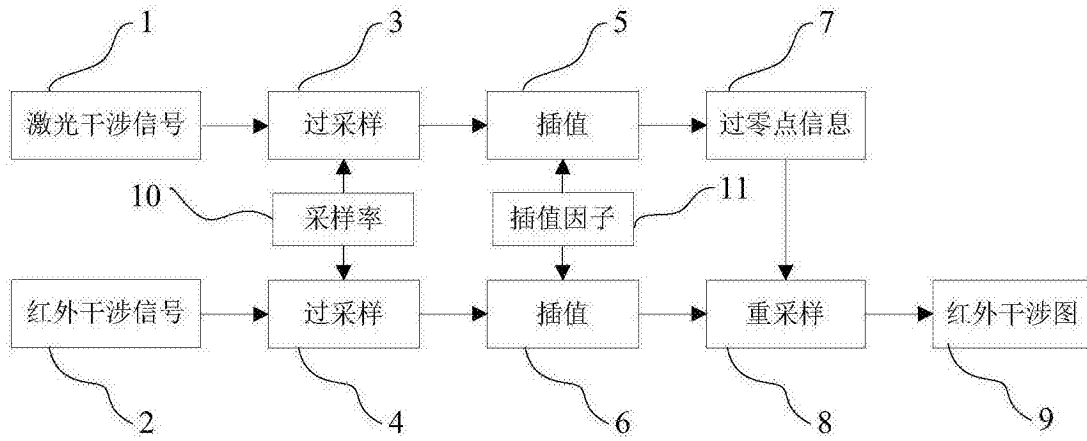 1 3 5 7
激光干涉信号 过采样 插值 过零点信息
10 采样率 插值因子 11
红外干涉信号 过采样 插值 重采样 红外干涉图
2 4 6 8 9